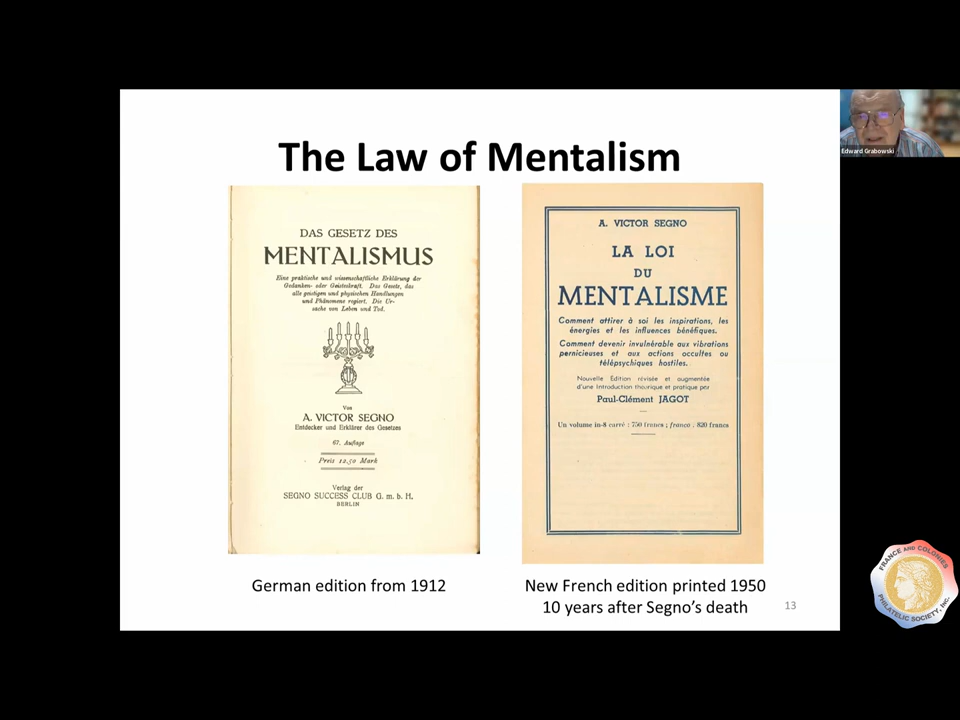 The Law of Mentalism
DAS GESETZ DES
MENTALISMUS
Eine praktische und wissenschaftliche Erklärung der
Gedanken- oder Geisteskraft. Das Gesetz, das
alle geistigen und physischen Handlungen
und Phänomene regiert. Die Ur-
sache von Leben und Tod.
Von
A. VICTOR SEGNO
Entdecker und Erklärer des Gesetzes
67. Auflage
Preis 12,50 Mark
Verlag der
SEGNO SUCCESS CLUB G. m. b. H.
BERLIN
German edition from 1912
A. VICTOR SEGNO
LA LOI
DU
MENTALISME
Comment attirer à soi les inspirations, les
énergies et les influences bénéfiques.
Comment devenir invulnérable aux vibrations
pernicieuses et aux actions occultes ou
télépsychiques hostiles.
Nouvelle Édition révisée et augmentée
d'une Introduction théorique et pratique par
Paul-Clément JAGOT
Un volume in-8 carré : 750 francs ; franco : 820 francs
New French edition printed 1950
10 years after Segno's death
13
Edward Grabowski
FRANCE AND COLONIES
PHILATELIC SOCIETY, INC.